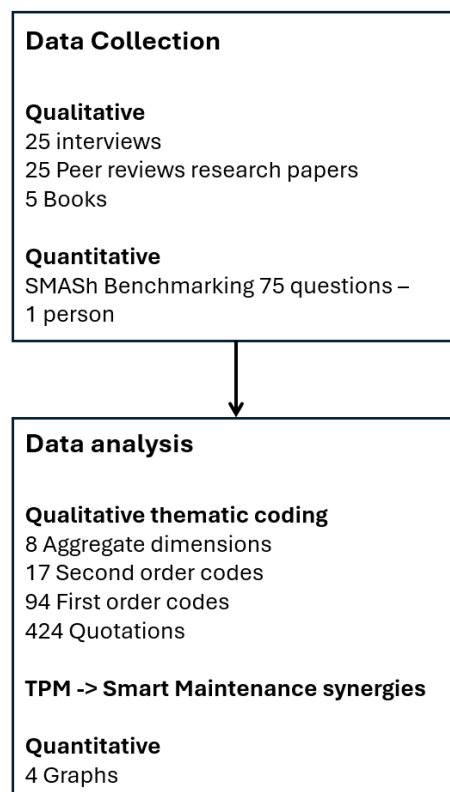 Data Collection
Qualitative
25 interviews
25 Peer reviews research papers
5 Books
Quantitative
SMASh Benchmarking 75 questions –
1 person
Data analysis
Qualitative thematic coding
8 Aggregate dimensions
17 Second order codes
94 First order codes
424 Quotations
TPM -> Smart Maintenance synergies
Quantitative
4 Graphs